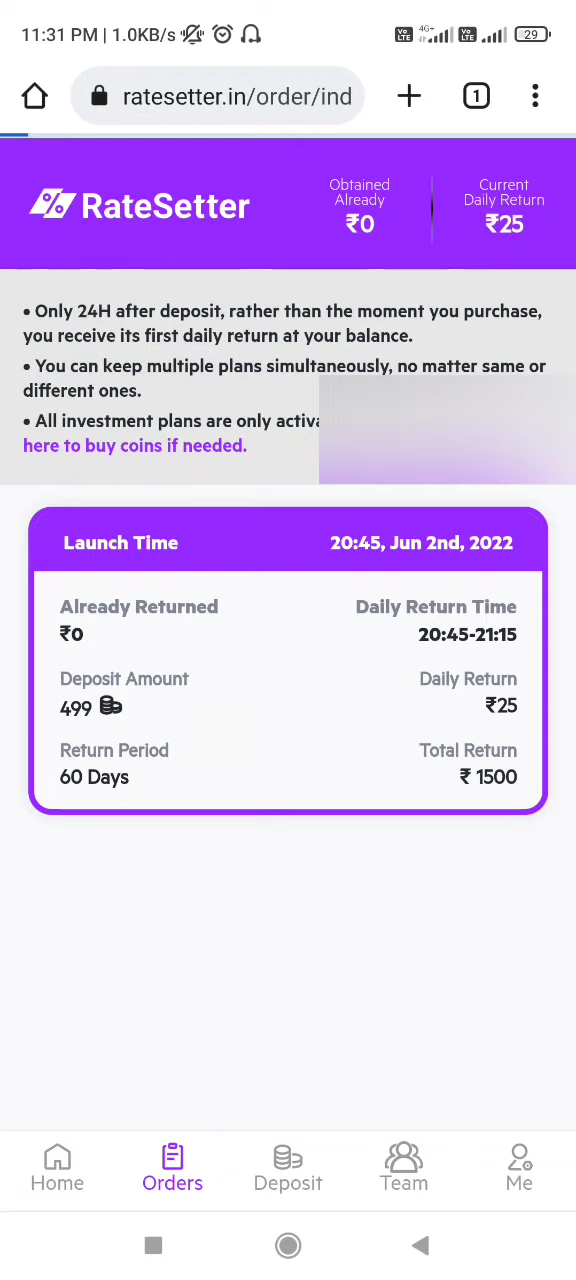 11:31 PM | 1.0KB/s
Vo LTE 4G+ Vo LTE 29
ratesetter.in/order/ind
1
RateSetter
Obtained
Already
₹0
Current
Daily Return
₹25
• Only 24H after deposit, rather than the moment you purchase,
you receive its first daily return at your balance.
• You can keep multiple plans simultaneously, no matter same or
different ones.
• All investment plans are only
here to buy coins if needed.
Launch Time 20:45, Jun 2nd, 2022
Already Returned Daily Return Time
₹0 20:45-21:15
Deposit Amount Daily Return
499 ₹25
Return Period Total Return
60 Days ₹ 1500
Home Orders Deposit Team Me